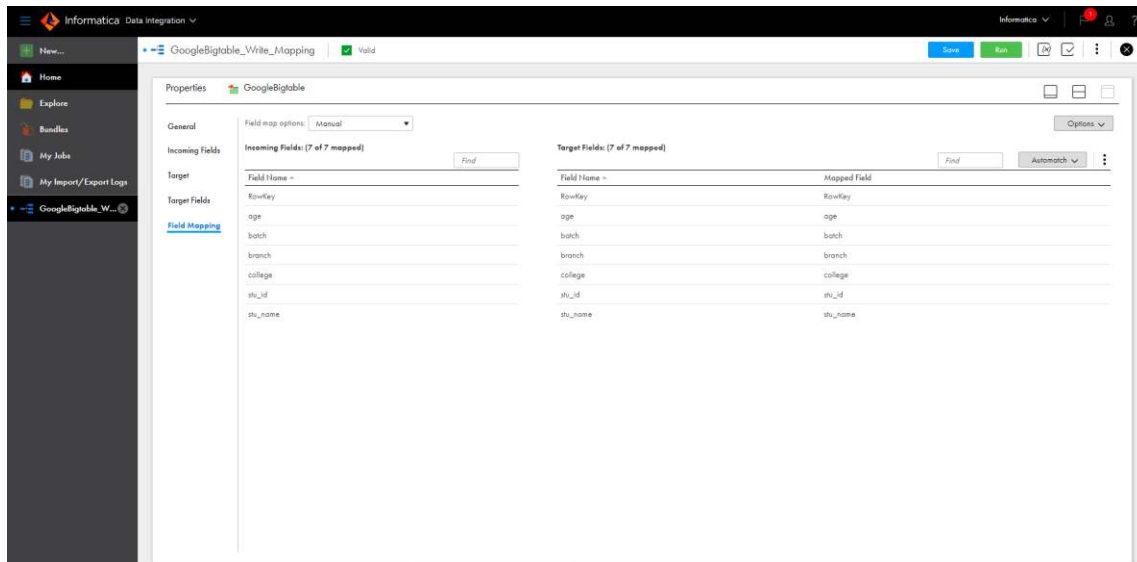 Informatica Data Integration
Informatica
1
?
New...
GoogleBigtable_Write_Mapping
Valid
Save
Run
Home
Explore
Bundles
My Jobs
My Import/Export Logs
GoogleBigtable_W...
Properties
GoogleBigtable
General
Incoming Fields
Target
Target Fields
Field Mapping
Field map options: Manual
Options
Incoming Fields: (7 of 7 mapped)
Find
Field Name
RowKey
age
batch
branch
college
stu_id
stu_name
Target Fields: (7 of 7 mapped)
Find
Automatch
Field Name Mapped Field
RowKey RowKey
age age
batch batch
branch branch
college college
stu_id stu_id
stu_name stu_name